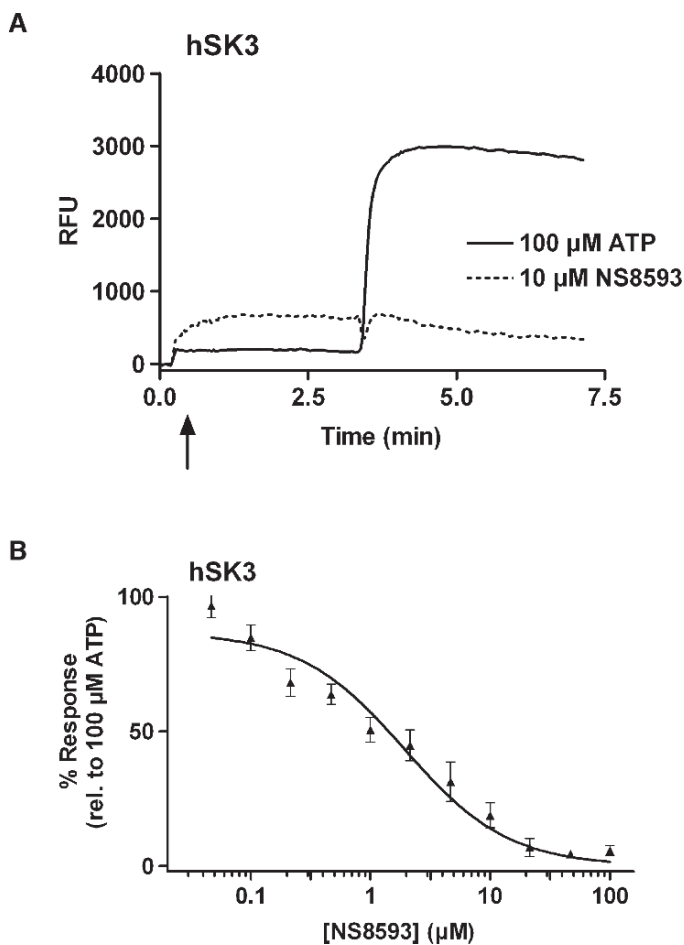 A
hSK3
4000
3000
2000
1000
0
RFU
100 µM ATP
10 µM NS8593
0.0 2.5 5.0 7.5
Time (min)
B
hSK3
100
50
0
% Response
(rel. to 100 µM ATP)
0.1 1 10 100
[NS8593] (µM)